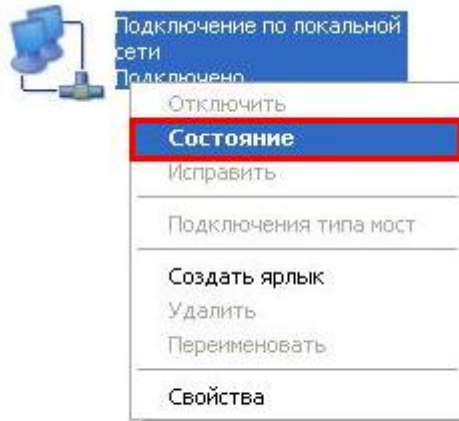 Подключение по локальной
сети
Подключено
Отключить
Состояние
Исправить
Подключения типа мост
Создать ярлык
Удалить
Переименовать
Свойства